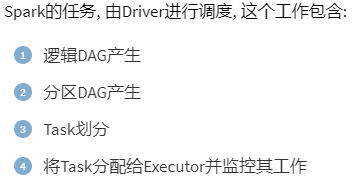 Spark的任务, 由Driver进行调度, 这个工作包含:
1 逻辑DAG产生
2 分区DAG产生
3 Task划分
4 将Task分配给Executor并监控其工作